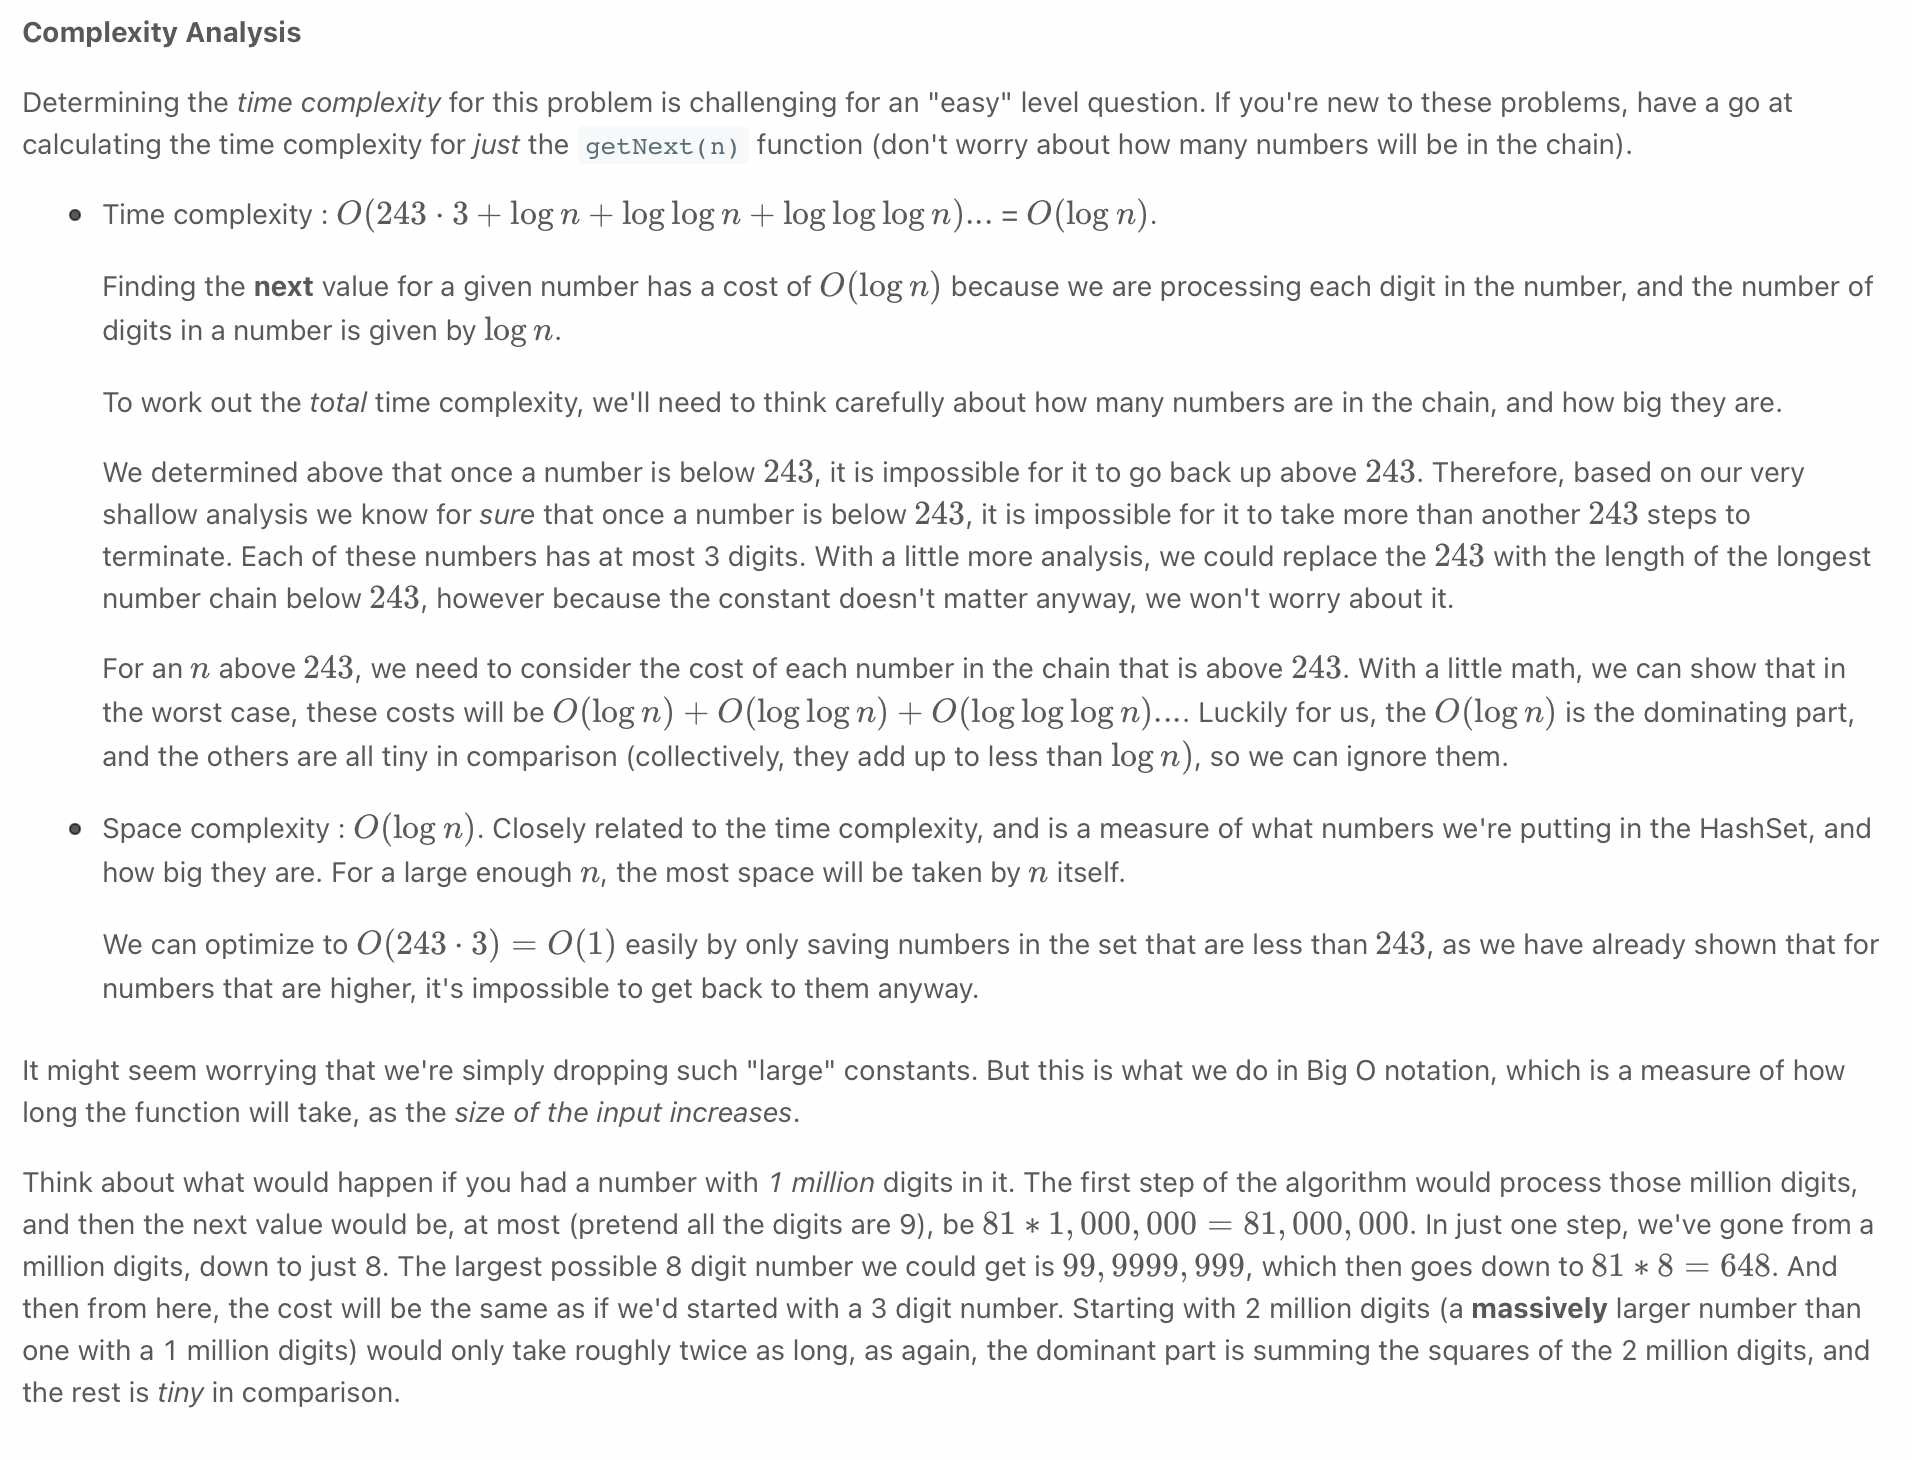 Complexity Analysis
Determining the time complexity for this problem is challenging for an "easy" level question. If you're new to these problems, have a go at
calculating the time complexity for just the getNext(n) function (don't worry about how many numbers will be in the chain).
• Time complexity : O(243 · 3 + log n + log log n + log log log n)... = O(log n).
Finding the next value for a given number has a cost of O(log n) because we are processing each digit in the number, and the number of
digits in a number is given by log n.
To work out the total time complexity, we'll need to think carefully about how many numbers are in the chain, and how big they are.
We determined above that once a number is below 243, it is impossible for it to go back up above 243. Therefore, based on our very
shallow analysis we know for sure that once a number is below 243, it is impossible for it to take more than another 243 steps to
terminate. Each of these numbers has at most 3 digits. With a little more analysis, we could replace the 243 with the length of the longest
number chain below 243, however because the constant doesn't matter anyway, we won't worry about it.
For an n above 243, we need to consider the cost of each number in the chain that is above 243. With a little math, we can show that in
the worst case, these costs will be O(log n) + O(log log n) + O(log log log n).... Luckily for us, the O(log n) is the dominating part,
and the others are all tiny in comparison (collectively, they add up to less than log n), so we can ignore them.
• Space complexity : O(log n). Closely related to the time complexity, and is a measure of what numbers we're putting in the HashSet, and
how big they are. For a large enough n, the most space will be taken by n itself.
We can optimize to O(243 · 3) = O(1) easily by only saving numbers in the set that are less than 243, as we have already shown that for
numbers that are higher, it's impossible to get back to them anyway.
It might seem worrying that we're simply dropping such "large" constants. But this is what we do in Big O notation, which is a measure of how
long the function will take, as the size of the input increases.
Think about what would happen if you had a number with 1 million digits in it. The first step of the algorithm would process those million digits,
and then the next value would be, at most (pretend all the digits are 9), be 81 * 1,000,000 = 81,000,000. In just one step, we've gone from a
million digits, down to just 8. The largest possible 8 digit number we could get is 99,9999,999, which then goes down to 81 * 8 = 648. And
then from here, the cost will be the same as if we'd started with a 3 digit number. Starting with 2 million digits (a massively larger number than
one with a 1 million digits) would only take roughly twice as long, as again, the dominant part is summing the squares of the 2 million digits, and
the rest is tiny in comparison.